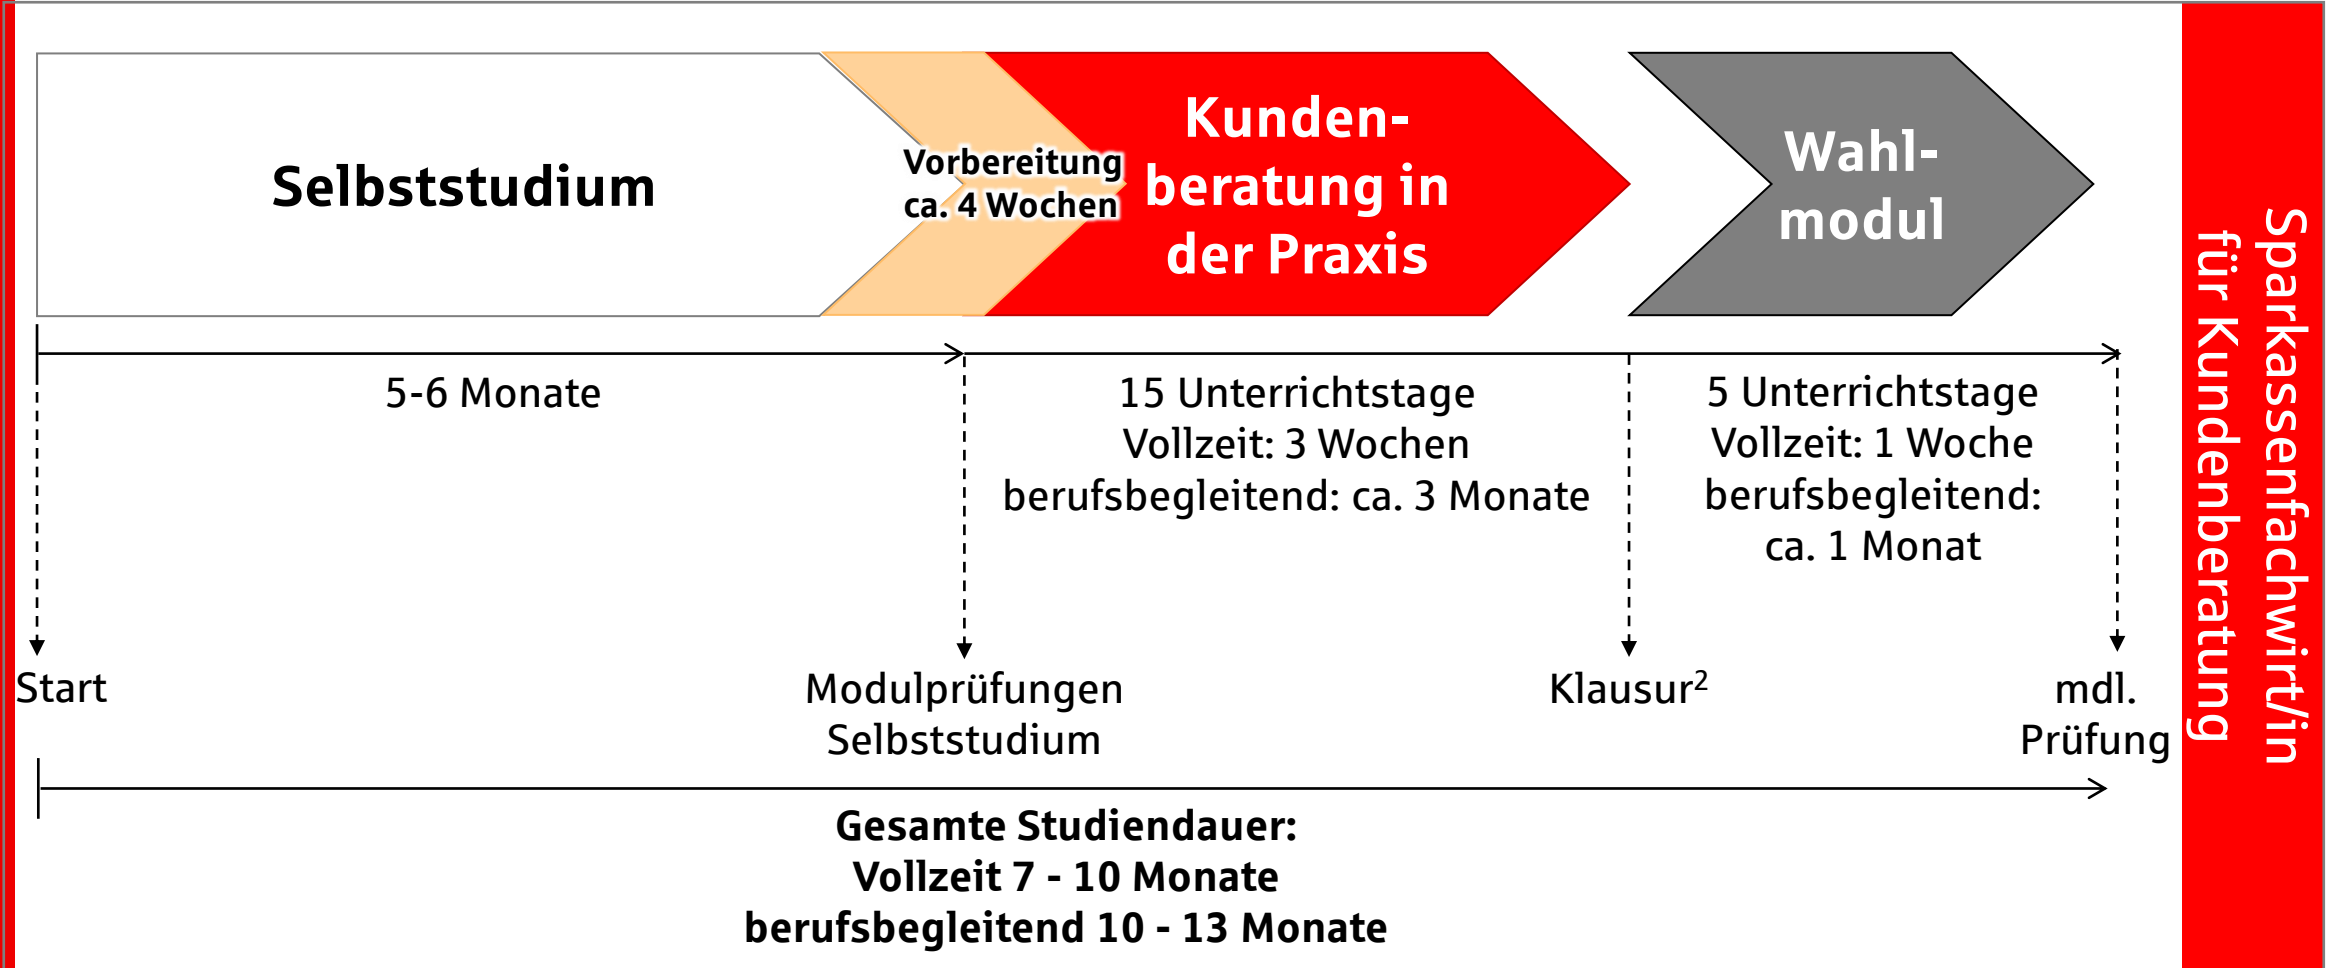 Selbststudium
Vorbereitung
ca. 4 Wochen
Kunden-
beratung in
der Praxis
Wahl-
modul
5-6 Monate
15 Unterrichtstage
Vollzeit: 3 Wochen
berufsbegleitend: ca. 3 Monate
5 Unterrichtstage
Vollzeit: 1 Woche
berufsbegleitend:
ca. 1 Monat
Start
Modulprüfungen
Selbststudium
Klausur²
mdl.
Prüfung
Gesamte Studiendauer:
Vollzeit 7 - 10 Monate
berufsbegleitend 10 - 13 Monate
Sparkassenfachwirt/in
für Kundenberatung